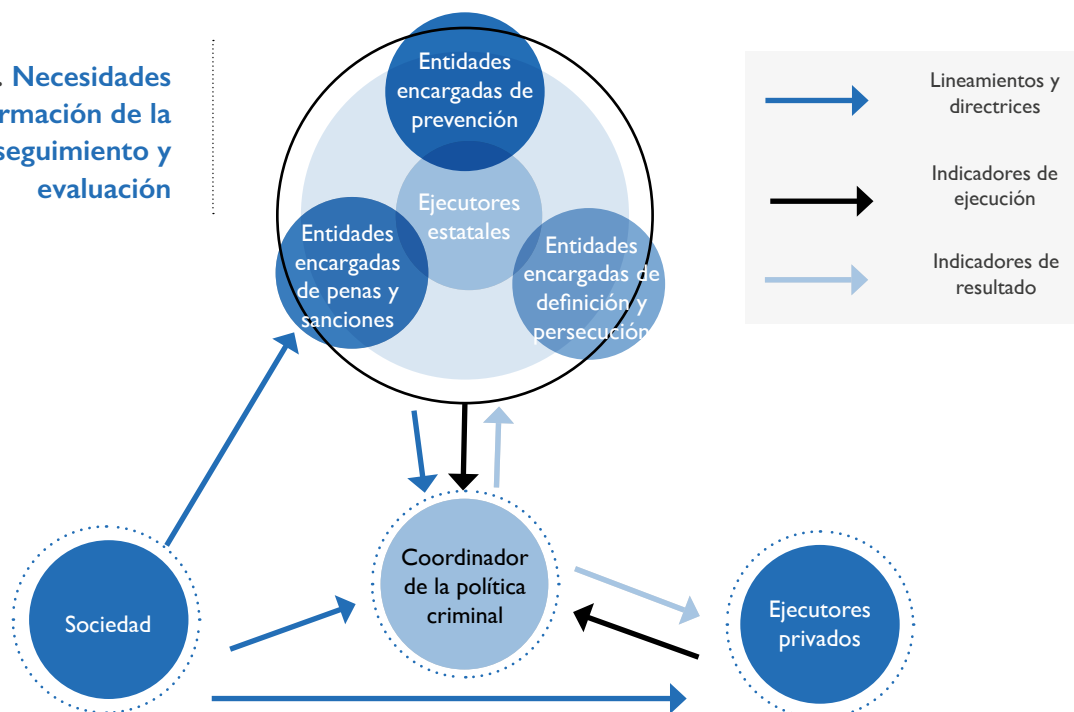 . Necesidades
rmación de la
seguimiento y
evaluación
Entidades
encargadas de
prevención
Ejecutores
estatales
Entidades
encargadas
de penas y
sanciones
Entidades
encargadas de
definición y
persecución
Lineamientos y
directrices
Indicadores de
ejecución
Indicadores de
resultado
Sociedad
Coordinador
de la política
criminal
Ejecutores
privados